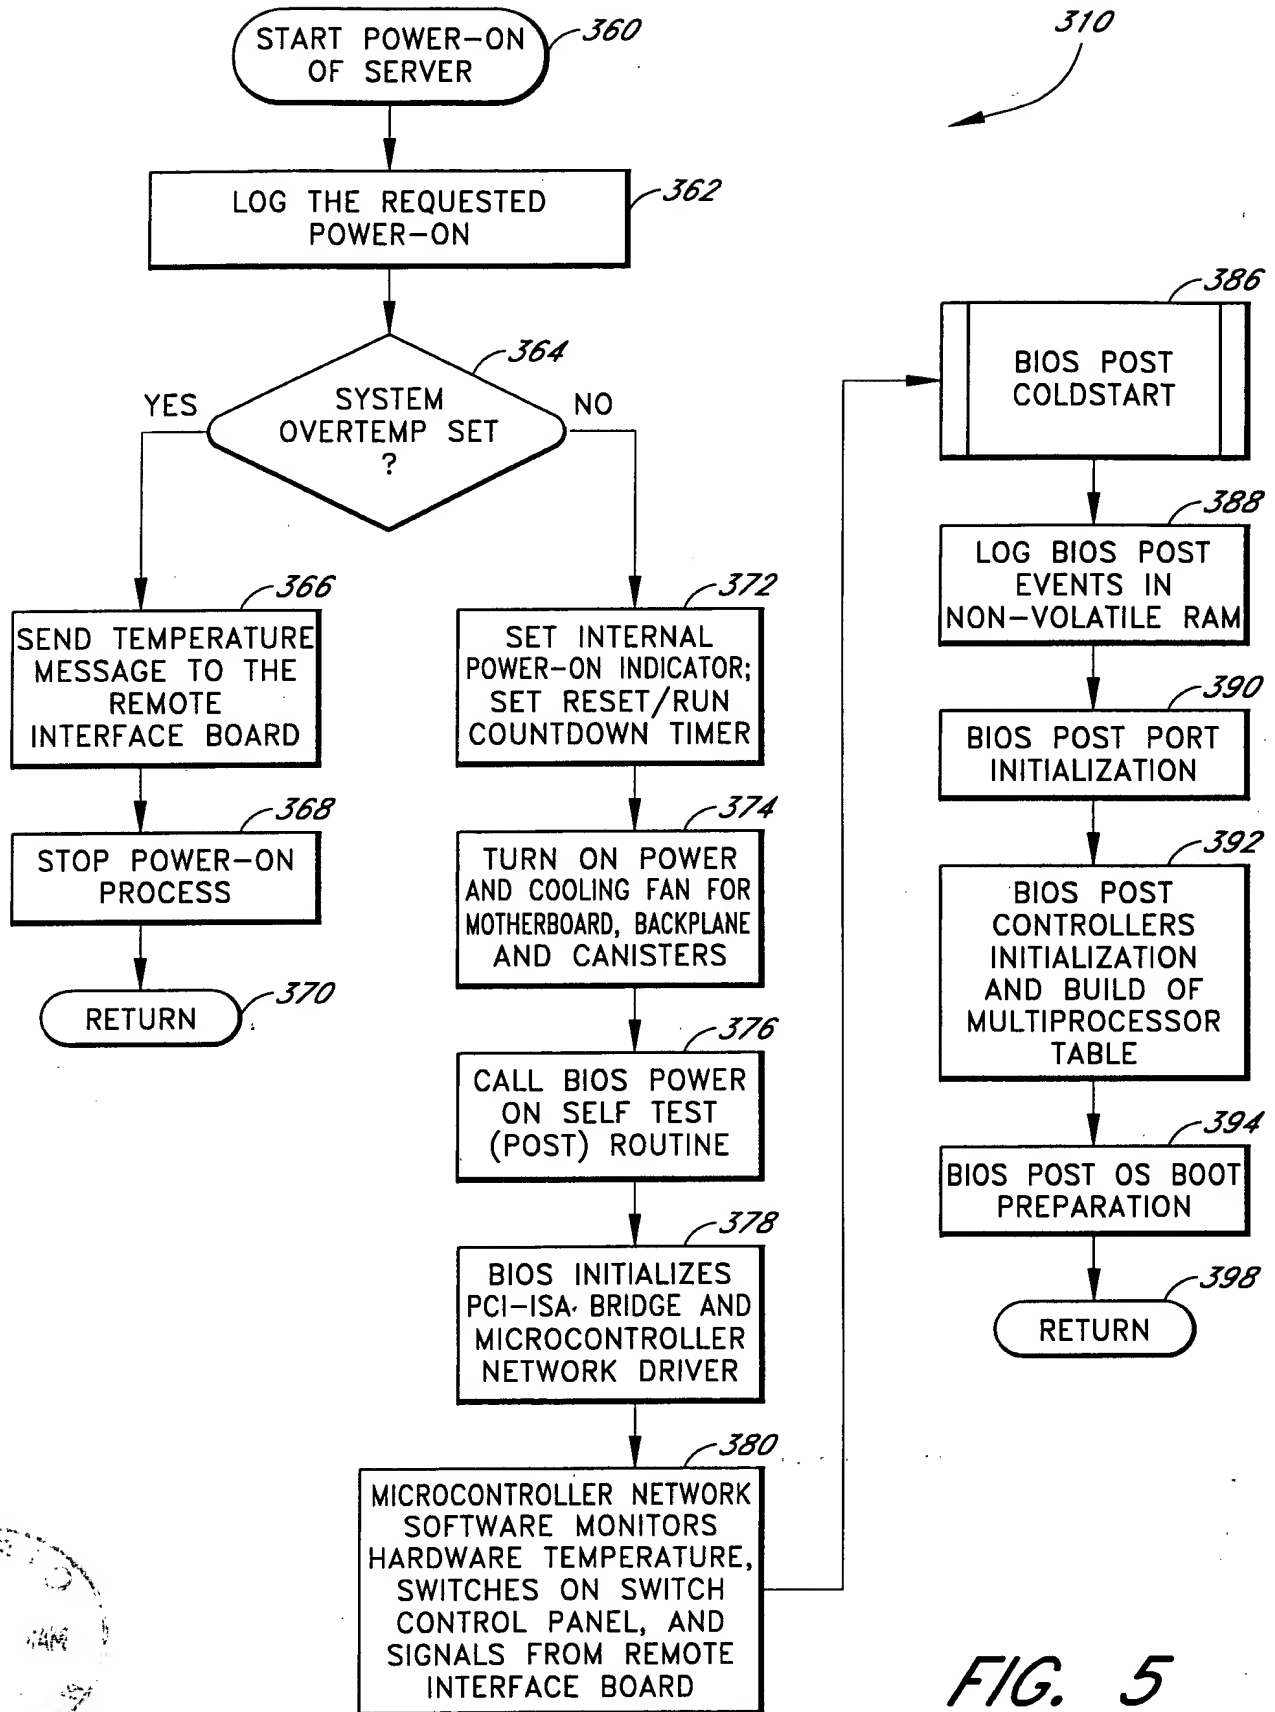 310
START POWER-ON
OF SERVER
360
LOG THE REQUESTED
POWER-ON
362
SYSTEM
OVERTEMP SET
?
364
YES
NO
SEND TEMPERATURE
MESSAGE TO THE
REMOTE
INTERFACE BOARD
366
STOP POWER-ON
PROCESS
368
RETURN
370
SET INTERNAL
POWER-ON INDICATOR;
SET RESET/RUN
COUNTDOWN TIMER
372
TURN ON POWER
AND COOLING FAN FOR
MOTHERBOARD, BACKPLANE
AND CANISTERS
374
CALL BIOS POWER
ON SELF TEST
(POST) ROUTINE
376
BIOS INITIALIZES
PCI-ISA BRIDGE AND
MICROCONTROLLER
NETWORK DRIVER
378
MICROCONTROLLER NETWORK
SOFTWARE MONITORS
HARDWARE TEMPERATURE,
SWITCHES ON SWITCH
CONTROL PANEL, AND
SIGNALS FROM REMOTE
INTERFACE BOARD
380
BIOS POST
COLDSTART
386
LOG BIOS POST
EVENTS IN
NON-VOLATILE RAM
388
BIOS POST PORT
INITIALIZATION
390
BIOS POST
CONTROLLERS
INITIALIZATION
AND BUILD OF
MULTIPROCESSOR
TABLE
392
BIOS POST OS BOOT
PREPARATION
394
RETURN
398
FIG. 5